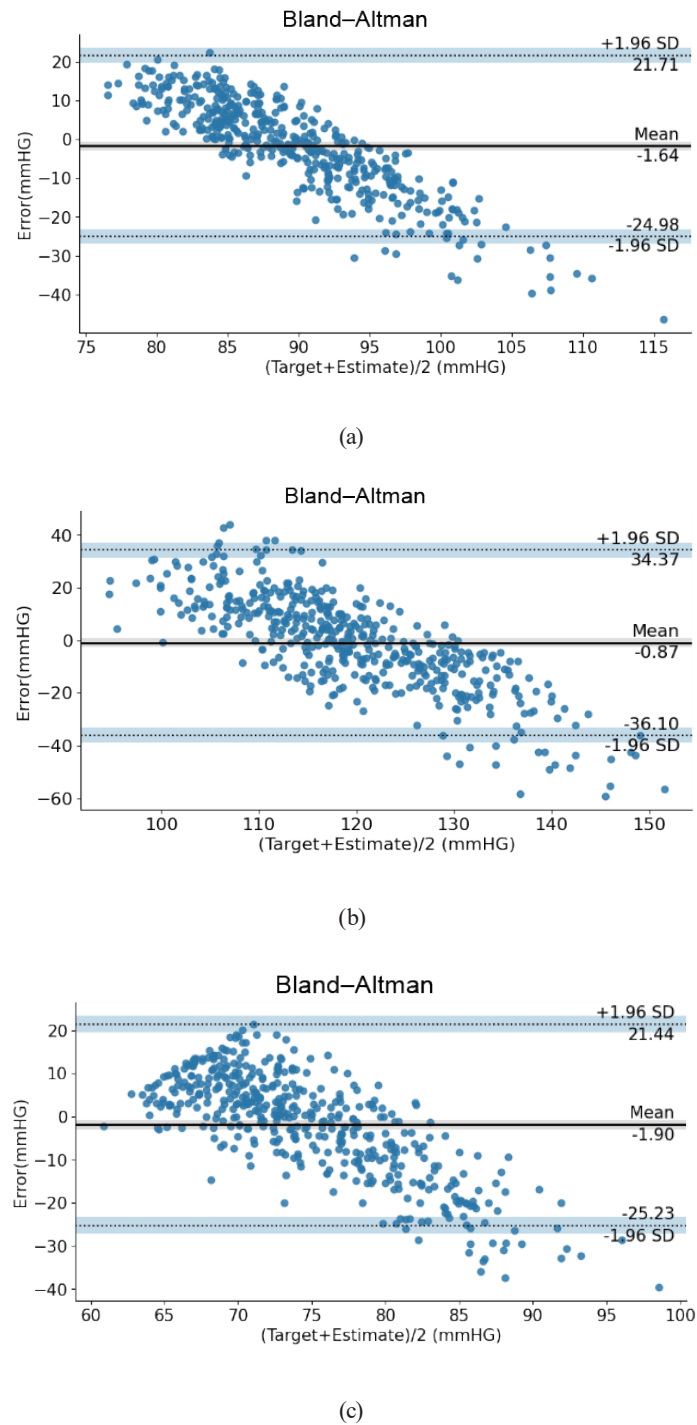 Bland–Altman
+1.96 SD
21.71
Mean
-1.64
-24.98
-1.96 SD
20
10
0
−10
−20
−30
−40
Error(mmHG)
75 80 85 90 95 100 105 110 115
(Target+Estimate)/2 (mmHG)
(a)
Bland–Altman
+1.96 SD
34.37
Mean
-0.87
-36.10
-1.96 SD
40
20
0
−20
−40
−60
Error(mmHG)
100 110 120 130 140 150
(Target+Estimate)/2 (mmHG)
(b)
Bland–Altman
+1.96 SD
21.44
Mean
-1.90
-25.23
-1.96 SD
20
10
0
−10
−20
−30
−40
Error(mmHG)
60 65 70 75 80 85 90 95 100
(Target+Estimate)/2 (mmHG)
(c)